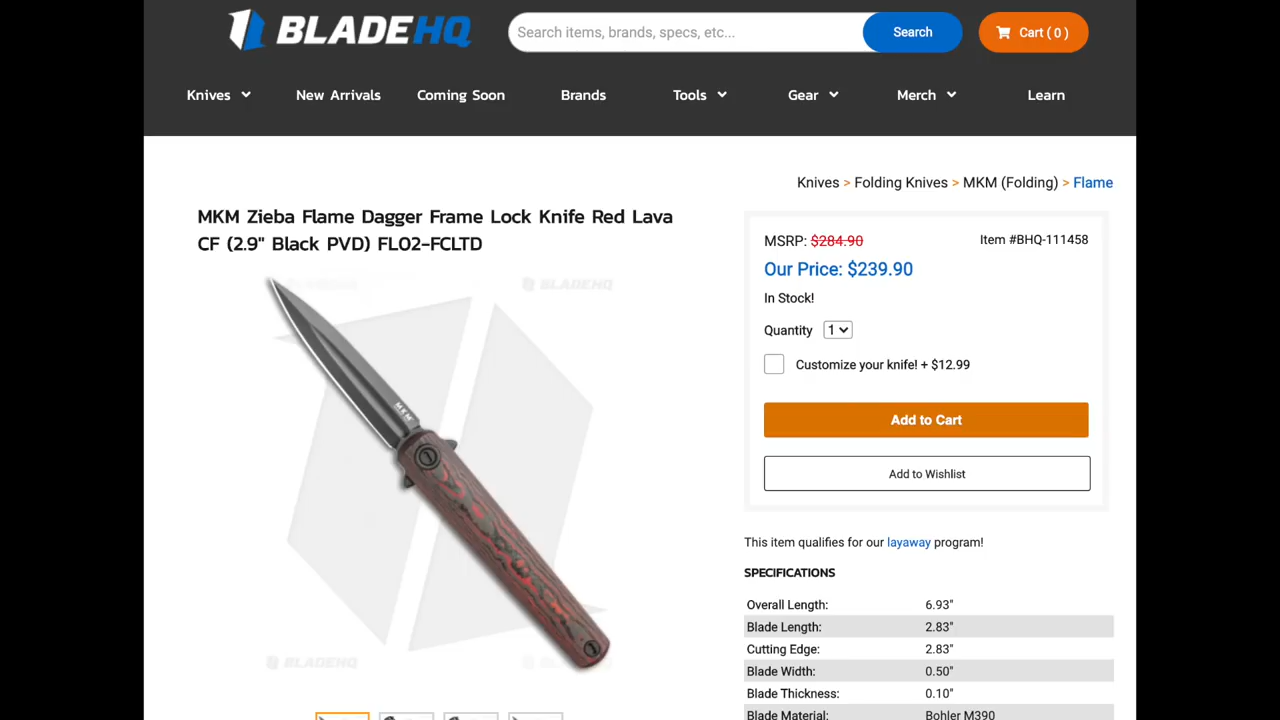 BLADEHQ
Search items, brands, specs, etc...
Search
Cart ( 0 )
Knives
New Arrivals
Coming Soon
Brands
Tools
Gear
Merch
Learn
Knives > Folding Knives > MKM (Folding) > Flame
MKM Zieba Flame Dagger Frame Lock Knife Red Lava
CF (2.9" Black PVD) FL02-FCLTD
BLADEHQ
MKM
BLADEHQ
BLADEHQ
MSRP: $284.90
Item #BHQ-111458
Our Price: $239.90
In Stock!
Quantity 1
Customize your knife! + $12.99
Add to Cart
Add to Wishlist
This item qualifies for our layaway program!
SPECIFICATIONS
Overall Length: 6.93"
Blade Length: 2.83"
Cutting Edge: 2.83"
Blade Width: 0.50"
Blade Thickness: 0.10"
Blade Material: Bohler M390